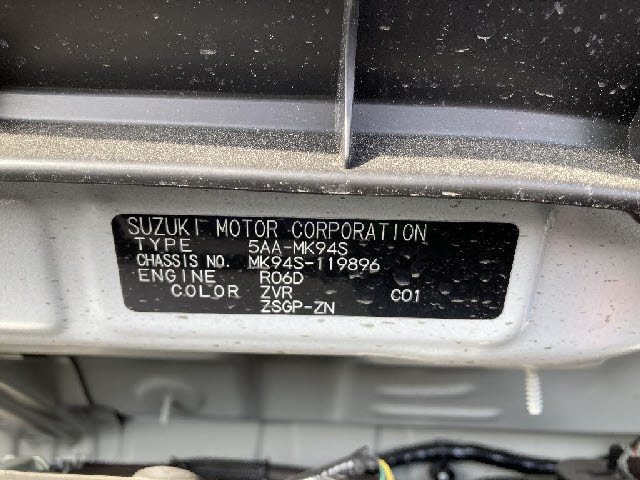 SUZUKI MOTOR CORPORATION
TYPE 5AA-MK94S
CHASSIS NO. MK94S-119896
ENGINE R06D
COLOR ZVR C01
ZSGP-ZN